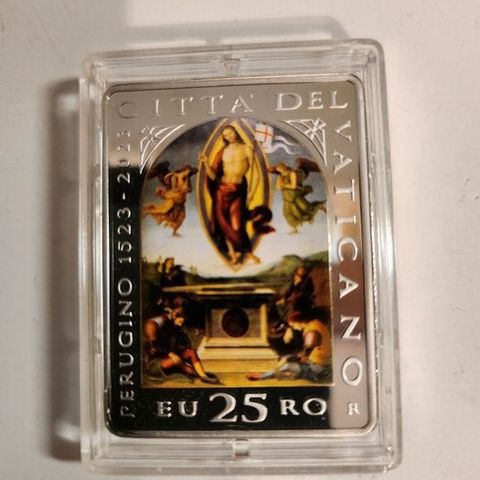 CITTA' DEL
VATICANO
PERUGINO 1523-2023
EU 25 RO
R